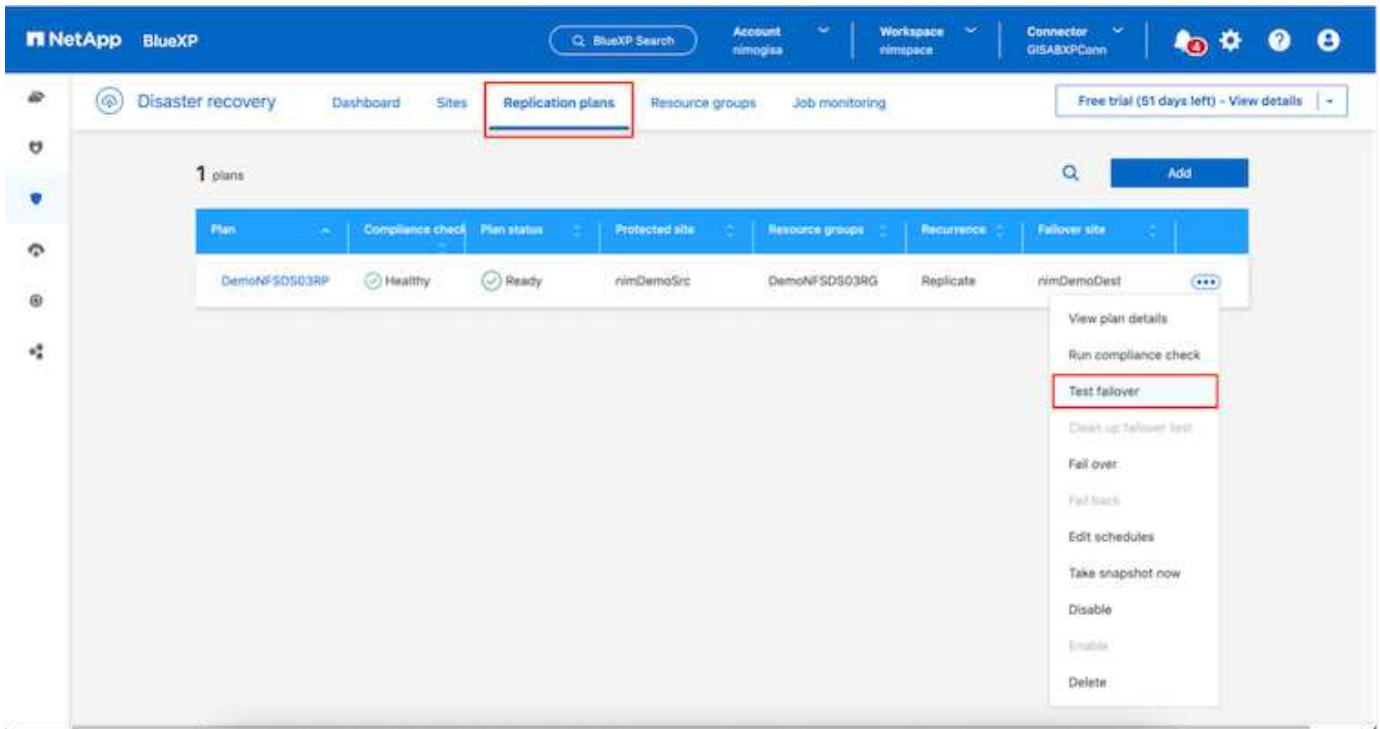 NetApp BlueXP
BlueXP Search
Account
nimogisa
Workspace
nimspace
Connector
GISABXPConn
4
Disaster recovery
Dashboard
Sites
Replication plans
Resource groups
Job monitoring
Free trial (51 days left) - View details
1 plans
Add
Plan
Compliance check
Plan status
Protected site
Resource groups
Recurrence
Failover site
DemoNFSDS03RP
Healthy
Ready
nimDemoSrc
DemoNFSDS03RG
Replicate
nimDemoDest
View plan details
Run compliance check
Test failover
Clean up failover test
Fail over
Fail back
Edit schedules
Take snapshot now
Disable
Enable
Delete